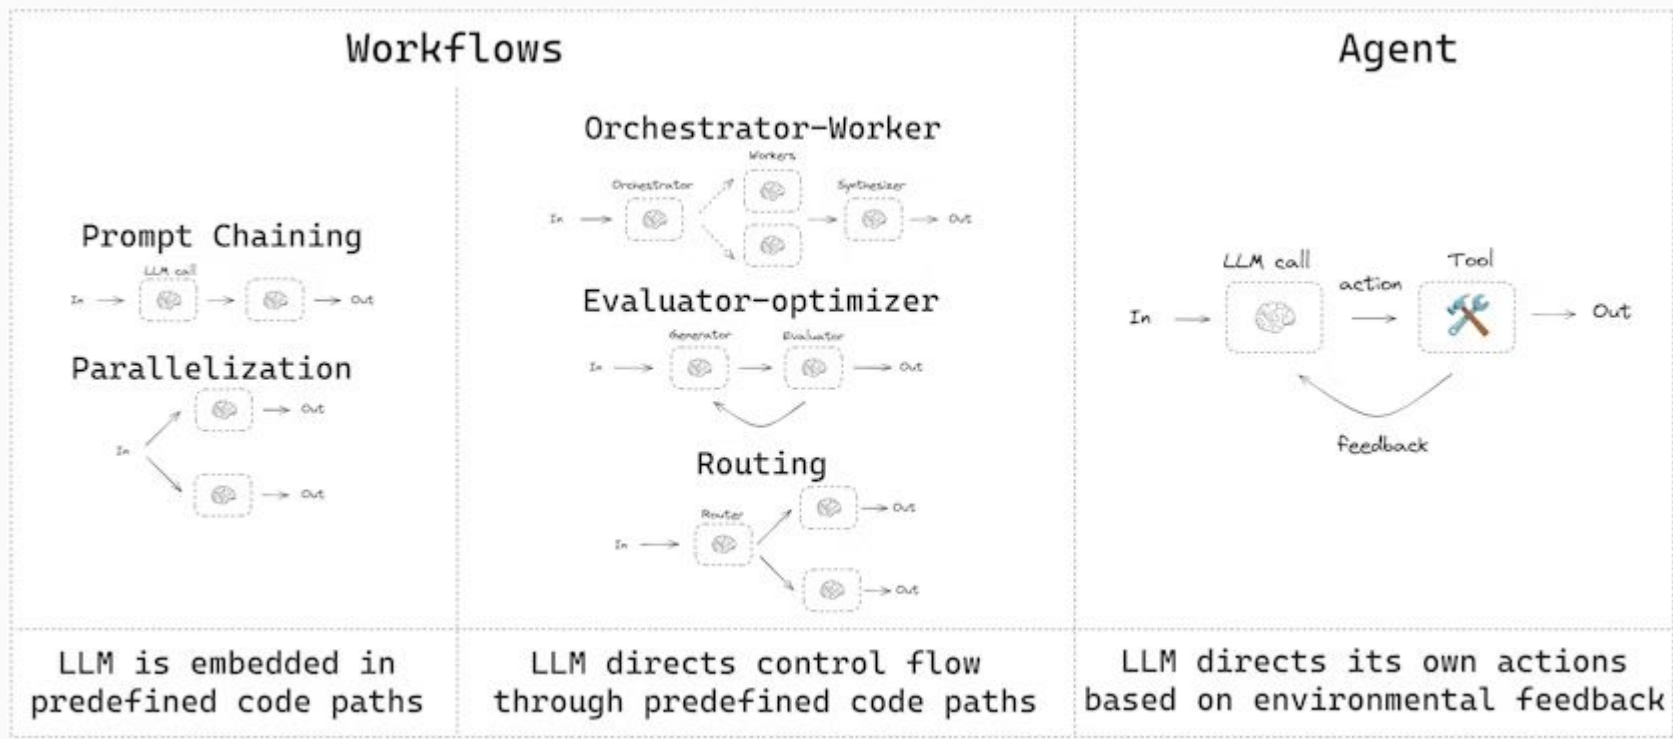 Workflows
Prompt Chaining
LLM call
In
Out
Parallelization
In
Out
Out
Orchestrator-Worker
Workers
Orchestrator
Synthesizer
In
Out
Evaluator-optimizer
Generator
Evaluator
In
Out
Routing
Router
In
Out
Out
Agent
LLM call
action
Tool
In
Out
feedback
LLM is embedded in
predefined code paths
LLM directs control flow
through predefined code paths
LLM directs its own actions
based on environmental feedback